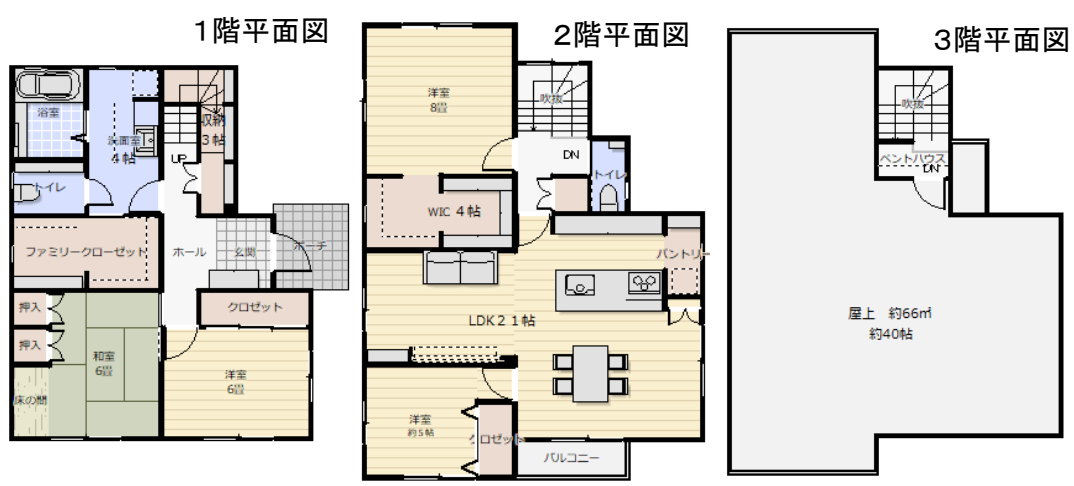 1階平面図
浴室
洗面室
4帖
収納
3帖
UP
トイレ
ファミリークローゼット
ホール
玄関
ポーチ
押入
押入
和室
6畳
床の間
クロゼット
洋室
6畳
2階平面図
洋室
8畳
吹抜
DN
トイレ
WIC 4帖
パントリー
LDK21帖
洋室
約5帖
クロゼット
バルコニー
3階平面図
吹抜
ペントハウス
DN
屋上 約66㎡
約40帖